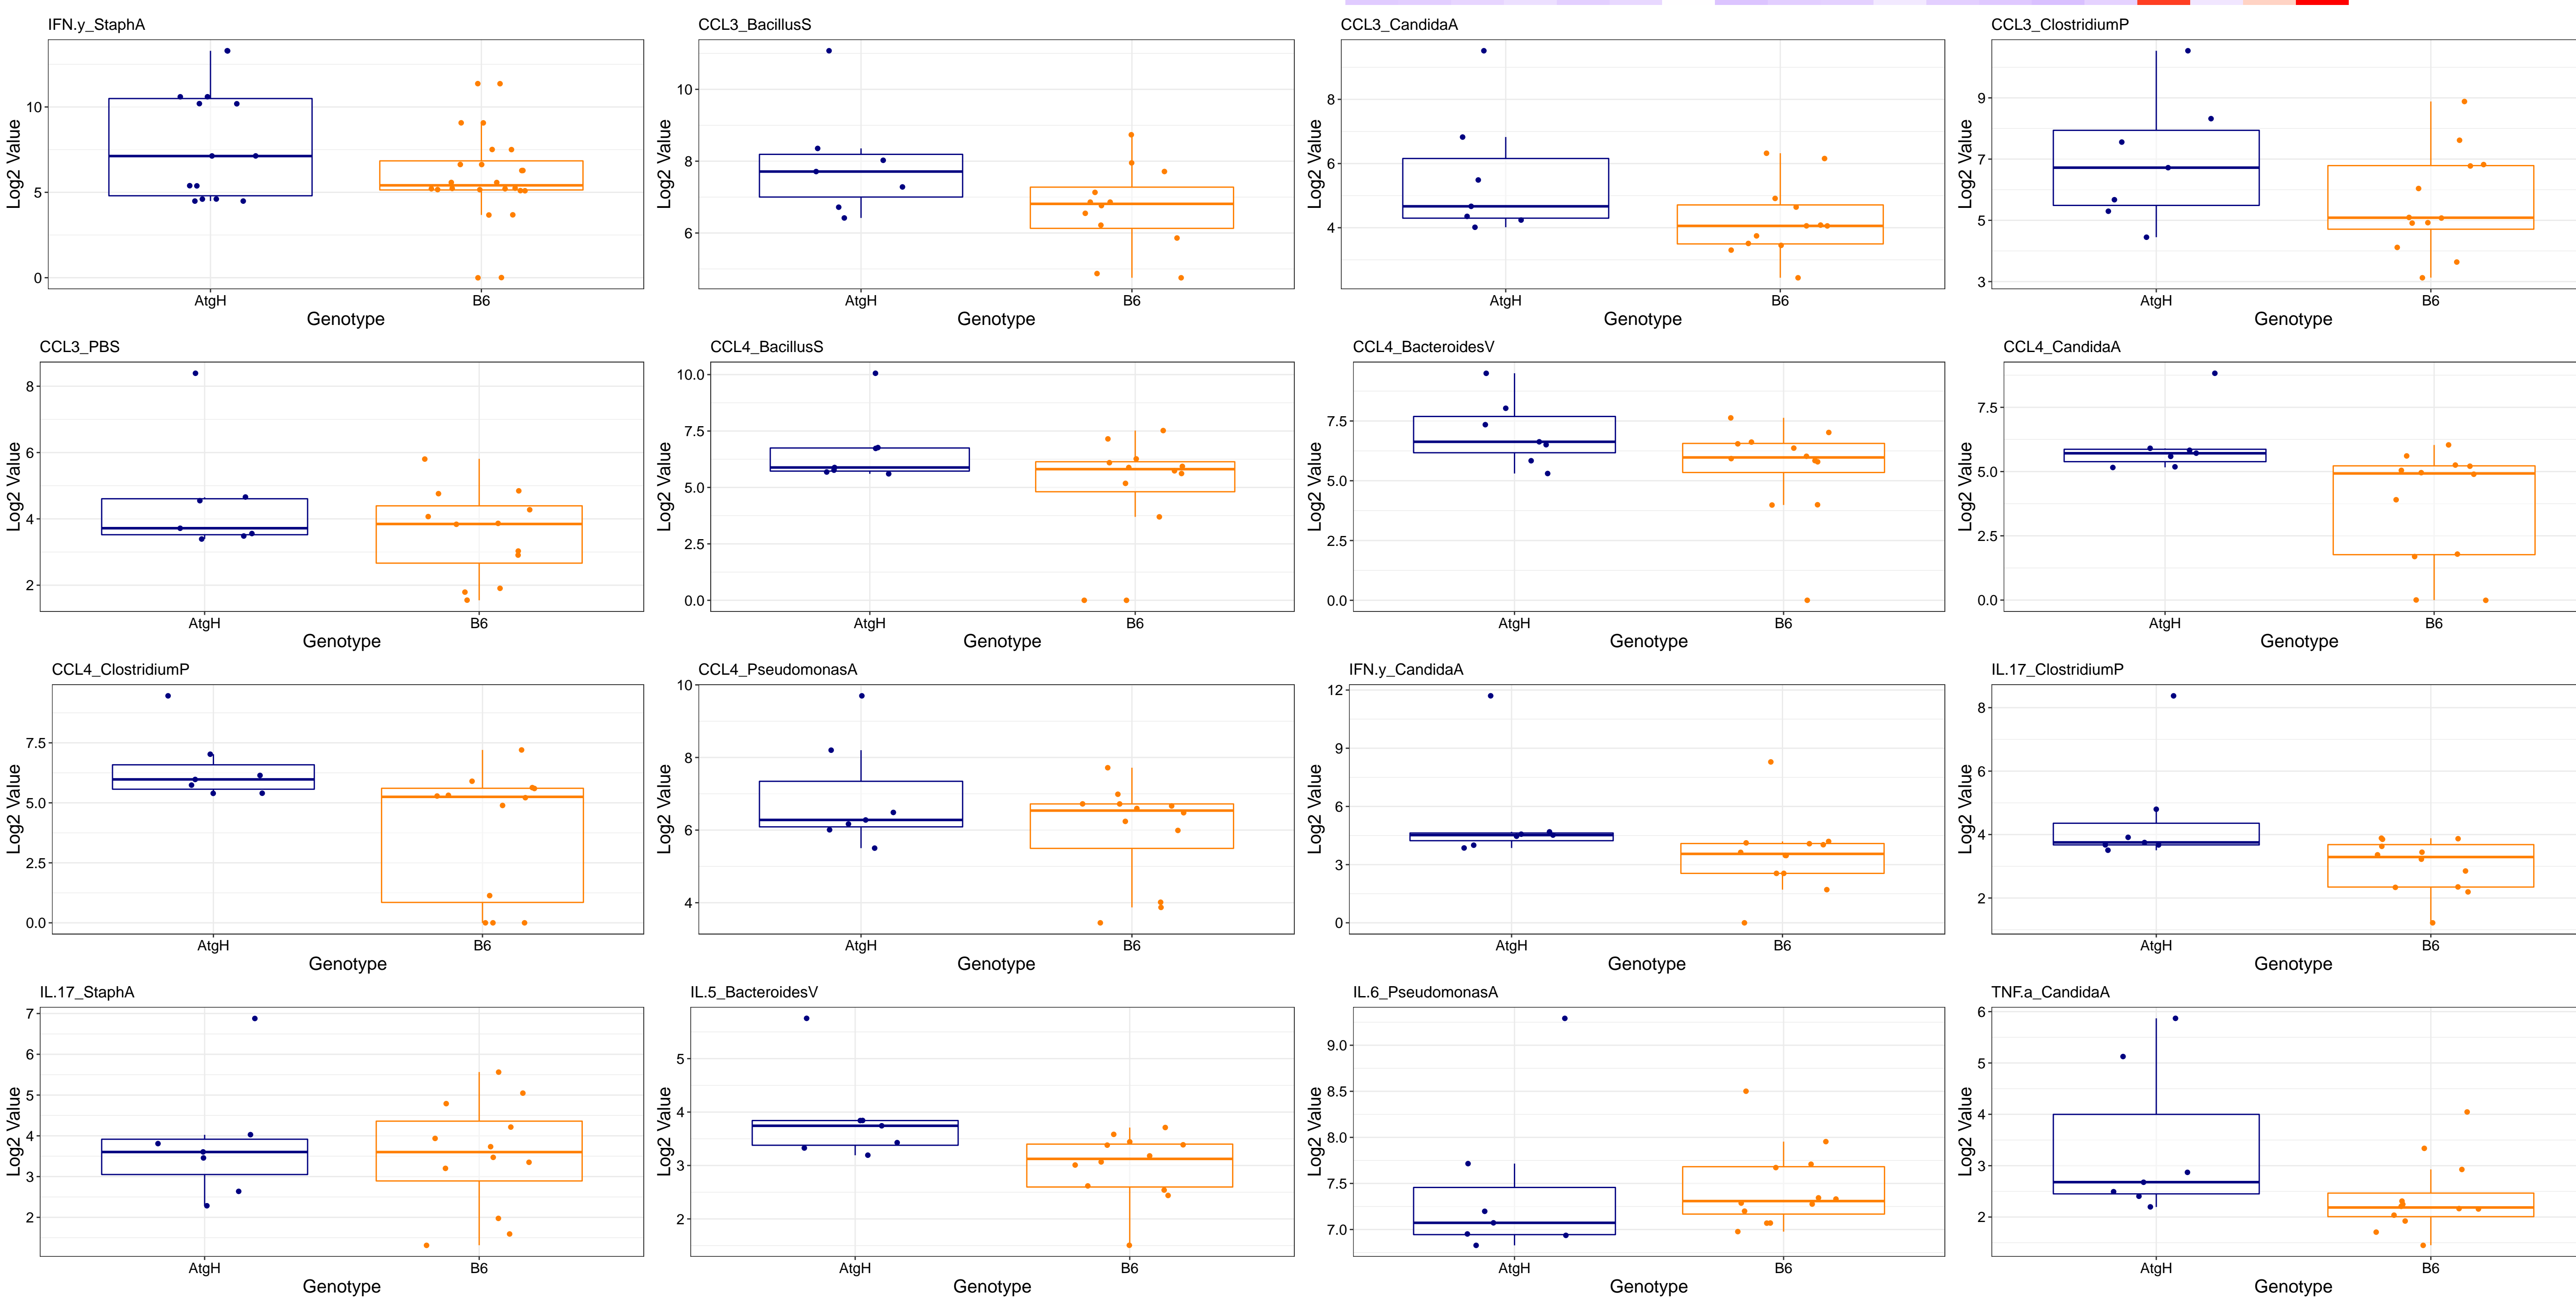 IFN.y_StaphA
CCL3_BacillusS
CCL3_CandidaA
CCL3_ClostridiumP
Log2 Value
10
5
0
AtgH
B6
Genotype
Log2 Value
10
8
6
AtgH
B6
Genotype
Log2 Value
8
6
4
AtgH
B6
Genotype
Log2 Value
9
7
5
3
AtgH
B6
Genotype
CCL3_PBS
CCL4_BacillusS
CCL4_BacteroidesV
CCL4_CandidaA
Log2 Value
8
6
4
2
AtgH
B6
Genotype
Log2 Value
10.0
7.5
5.0
2.5
0.0
AtgH
B6
Genotype
Log2 Value
7.5
5.0
2.5
0.0
AtgH
B6
Genotype
Log2 Value
7.5
5.0
2.5
0.0
AtgH
B6
Genotype
CCL4_ClostridiumP
CCL4_PseudomonasA
IFN.y_CandidaA
IL.17_ClostridiumP
Log2 Value
7.5
5.0
2.5
0.0
AtgH
B6
Genotype
Log2 Value
10
8
6
4
AtgH
B6
Genotype
Log2 Value
12
9
6
3
0
AtgH
B6
Genotype
Log2 Value
8
6
4
2
AtgH
B6
Genotype
IL.17_StaphA
IL.5_BacteroidesV
IL.6_PseudomonasA
TNF.a_CandidaA
Log2 Value
7
6
5
4
3
2
AtgH
B6
Genotype
Log2 Value
5
4
3
2
AtgH
B6
Genotype
Log2 Value
9.0
8.5
8.0
7.5
7.0
AtgH
B6
Genotype
Log2 Value
6
5
4
3
2
AtgH
B6
Genotype